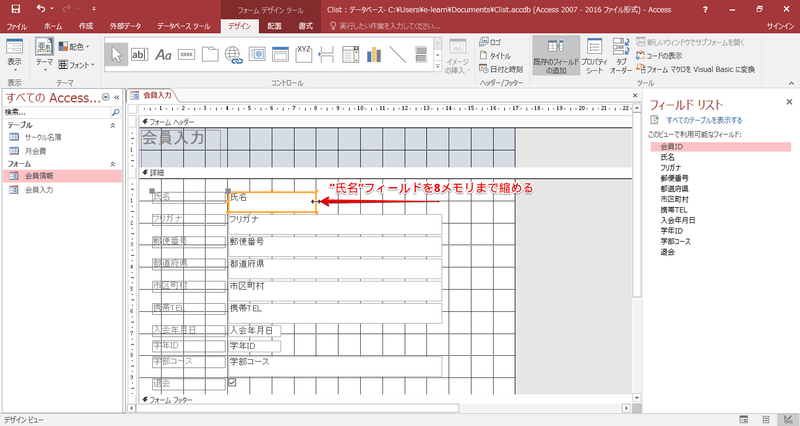 フォーム デザイン ツール
Clist : データベース- C:¥Users¥e-learn¥Documents¥Clist.accdb (Access 2007 - 2016 ファイル形式) - Access
サインイン
ファイル ホーム 作成 外部データ データベース ツール デザイン 配置 書式 実行したい作業を入力してください...
表示
テーマ
配色
フォント
ab|
Aa
XYZ
イメージの挿入
ロゴ
タイトル
日付と時刻
既存のフィールドの追加
プロパティシート
タブオーダー
新しいウィンドウでサブフォームを開く
コードの表示
フォーム マクロを Visual Basic に変換
表示
テーマ
コントロール
ヘッダー/フッター
ツール
すべての Access...
検索...
テーブル
サークル名簿
月会費
フォーム
会員情報
会員入力
会員入力
フォーム ヘッダー
会員入力
詳細
”氏名”フィールドを8メモリまで縮める
氏名 氏名
フリガナ フリガナ
郵便番号 郵便番号
都道府県 都道府県
市区町村 市区町村
携帯TEL 携帯TEL
入会年月日 入会年月日
学年ID 学年ID
学部コース 学部コース
退会
フォーム フッター
フィールド リスト
すべてのテーブルを表示する
このビューで利用可能なフィールド:
会員ID
氏名
フリガナ
郵便番号
都道府県
市区町村
携帯TEL
入会年月日
学年ID
学部コース
退会
デザイン ビュー